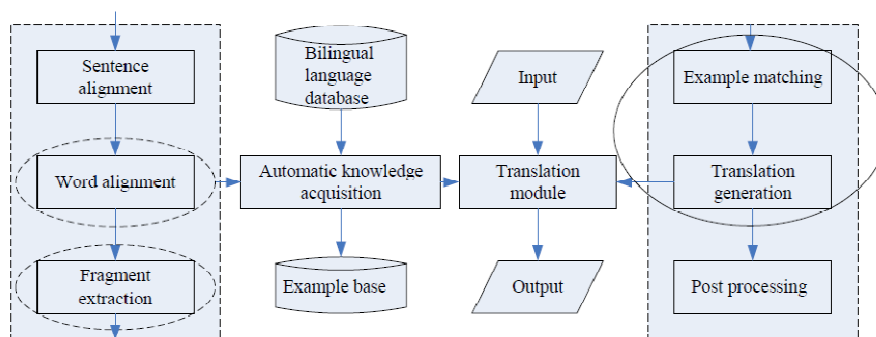 Sentence
alignment
Bilingual
language
database
Input
Example matching
Word alignment
Automatic knowledge
acquisition
Translation
module
Translation
generation
Fragment
extraction
Example base
Output
Post processing